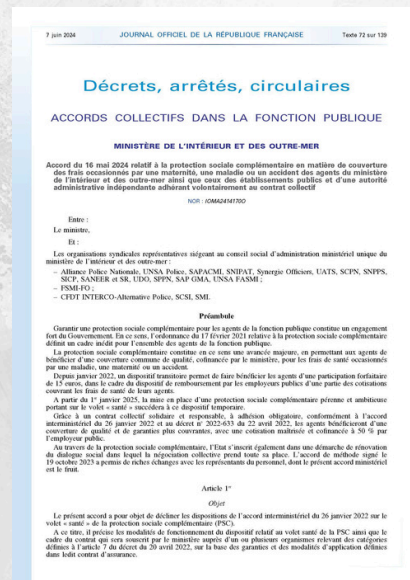 7 juin 2024 JOURNAL OFFICIEL DE LA RÉPUBLIQUE FRANÇAISE Texte 72 sur 139
Décrets, arrêtés, circulaires
ACCORDS COLLECTIFS DANS LA FONCTION PUBLIQUE
MINISTÈRE DE L'INTÉRIEUR ET DES OUTRE-MER
Accord du 16 mai 2024 relatif à la protection sociale complémentaire en matière de couverture
des frais occasionnés par une maternité, une maladie ou un accident des agents du ministère
de l'intérieur et des outre-mer ainsi que ceux des établissements publics et d'une autorité
administrative indépendante adhérant volontairement au contrat collectif
NOR : IOMA2414170O
Entre :
Le ministre,
Et :
Les organisations syndicales représentatives siégeant au conseil social d'administration ministériel unique du
ministère de l'intérieur et des outre-mer :
– Alliance Police Nationale, UNSA Police, SAPACMI, SNIPAT, Synergie Officiers, UATS, SCPN, SNPPS,
SICP, SANEER et SR, UDO, SPPN, SAP GMA, UNSA FASMI ;
– FSMI-FO ;
– CFDT INTERCO-Alternative Police, SCSI, SMI.
Préambule
Garantir une protection sociale complémentaire pour les agents de la fonction publique constitue un engagement
fort du Gouvernement. En ce sens, l'ordonnance du 17 février 2021 relative à la protection sociale complémentaire
définit un cadre inédit pour l'ensemble des agents de la fonction publique.
La protection sociale complémentaire constitue en ce sens une avancée majeure, en permettant aux agents de
bénéficier d'une couverture commune de qualité, cofinancée par le ministère, pour les frais de santé occasionnés
par une maladie, une maternité ou un accident.
Depuis janvier 2022, un dispositif transitoire permet de faire bénéficier les agents d'une participation forfaitaire
de 15 euros, dans le cadre du dispositif de remboursement par les employeurs publics d'une partie des cotisations
couvrant les frais de santé de leurs agents.
A partir du 1er janvier 2025, la mise en place d'une protection sociale complémentaire pérenne et ambitieuse
portant sur le volet « santé » succédera à ce dispositif temporaire.
Grâce à un contrat collectif solidaire et responsable, à adhésion obligatoire, conformément à l'accord
interministériel du 26 janvier 2022 et au décret n° 2022-633 du 22 avril 2022, les agents bénéficieront d'une
couverture de qualité et de garanties plus couvrantes, avec une cotisation maîtrisée et cofinancée à 50 % par
l'employeur public.
Au travers de la protection sociale complémentaire, l'Etat s'inscrit également dans une démarche de rénovation
du dialogue social dans lequel la négociation collective prend toute sa place. L'accord de méthode signé le
19 octobre 2023 a permis de riches échanges avec les représentants du personnel, dont le présent accord ministériel
est le fruit.
Article 1er
Objet
Le présent accord a pour objet de décliner les dispositions de l'accord interministériel du 26 janvier 2022 sur le
volet « santé » de la protection sociale complémentaire (PSC).
A ce titre, il précise les modalités de fonctionnement du dispositif relatif au volet santé de la PSC ainsi que le
cadre du contrat qui sera souscrit par le ministère auprès d'un ou plusieurs organismes relevant des catégories
définies à l'article 7 du décret du 20 avril 2022, sur la base des garanties et des modalités d'application définies
dans ledit contrat d'assurance.